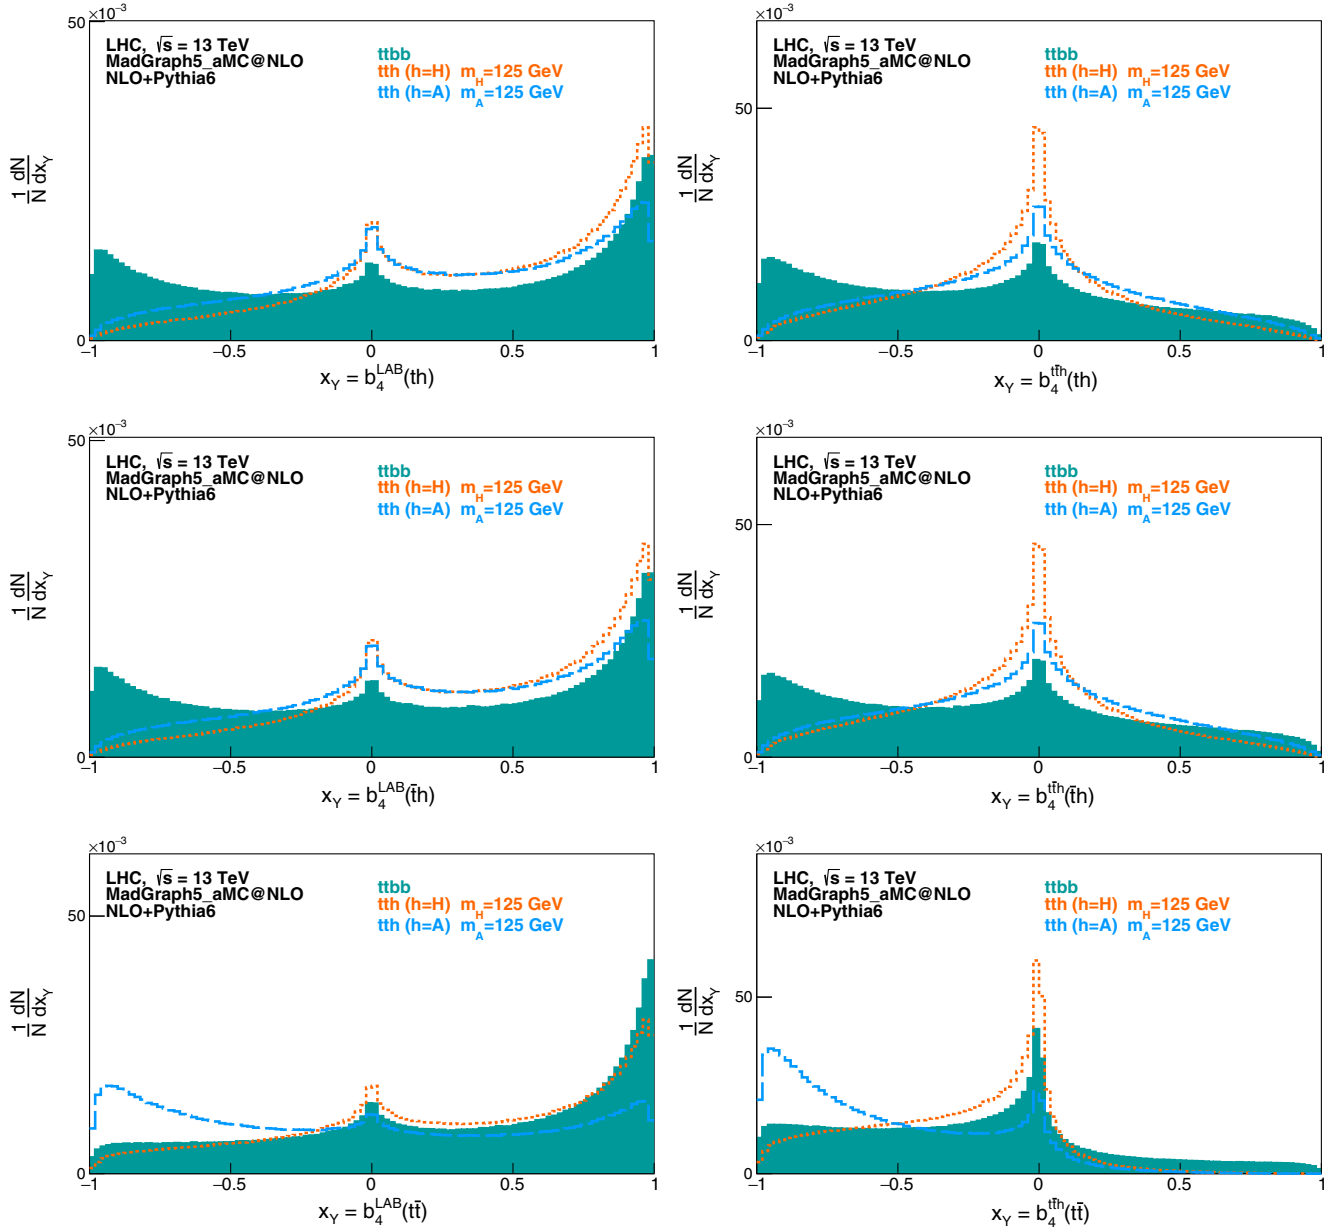 ×10⁻³
50
LHC, √s = 13 TeV
MadGraph5_aMC@NLO
NLO+Pythia6
ttbb
tth (h=H) m_H=125 GeV
tth (h=A) m_A=125 GeV
1/N dN/dx_Y
0
−1 −0.5 0 0.5 1
x_Y = b₄^LAB(th)
×10⁻³
50
LHC, √s = 13 TeV
MadGraph5_aMC@NLO
NLO+Pythia6
ttbb
tth (h=H) m_H=125 GeV
tth (h=A) m_A=125 GeV
1/N dN/dx_Y
0
−1 −0.5 0 0.5 1
x_Y = b₄^tt̄h(th)
×10⁻³
50
LHC, √s = 13 TeV
MadGraph5_aMC@NLO
NLO+Pythia6
ttbb
tth (h=H) m_H=125 GeV
tth (h=A) m_A=125 GeV
1/N dN/dx_Y
0
−1 −0.5 0 0.5 1
x_Y = b₄^LAB(t̄h)
×10⁻³
50
LHC, √s = 13 TeV
MadGraph5_aMC@NLO
NLO+Pythia6
ttbb
tth (h=H) m_H=125 GeV
tth (h=A) m_A=125 GeV
1/N dN/dx_Y
0
−1 −0.5 0 0.5 1
x_Y = b₄^tt̄h(t̄h)
×10⁻³
50
LHC, √s = 13 TeV
MadGraph5_aMC@NLO
NLO+Pythia6
ttbb
tth (h=H) m_H=125 GeV
tth (h=A) m_A=125 GeV
1/N dN/dx_Y
0
−1 −0.5 0 0.5 1
x_Y = b₄^LAB(tt̄)
×10⁻³
50
LHC, √s = 13 TeV
MadGraph5_aMC@NLO
NLO+Pythia6
ttbb
tth (h=H) m_H=125 GeV
tth (h=A) m_A=125 GeV
1/N dN/dx_Y
0
−1 −0.5 0 0.5 1
x_Y = b₄^tt̄h(tt̄)